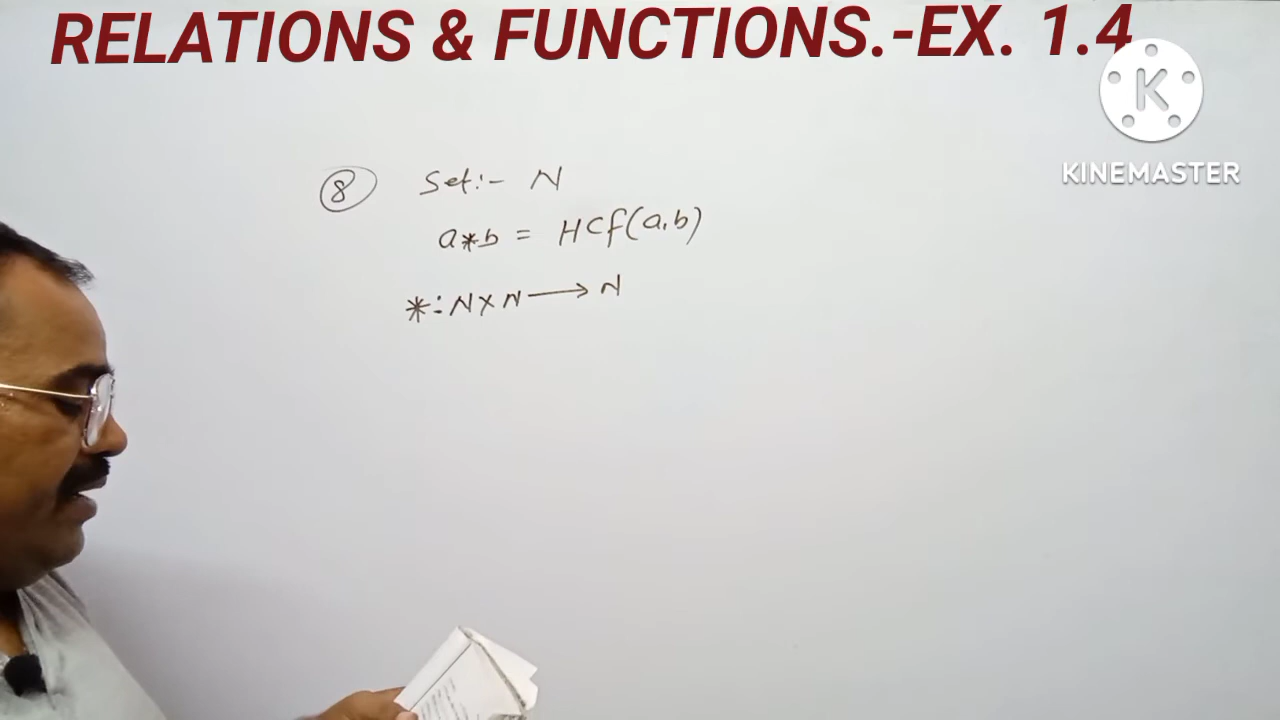 RELATIONS & FUNCTIONS.-EX. 1.4
K
KINEMASTER
8 Set:- N
a*b = HCf(a,b)
*: N×N → N